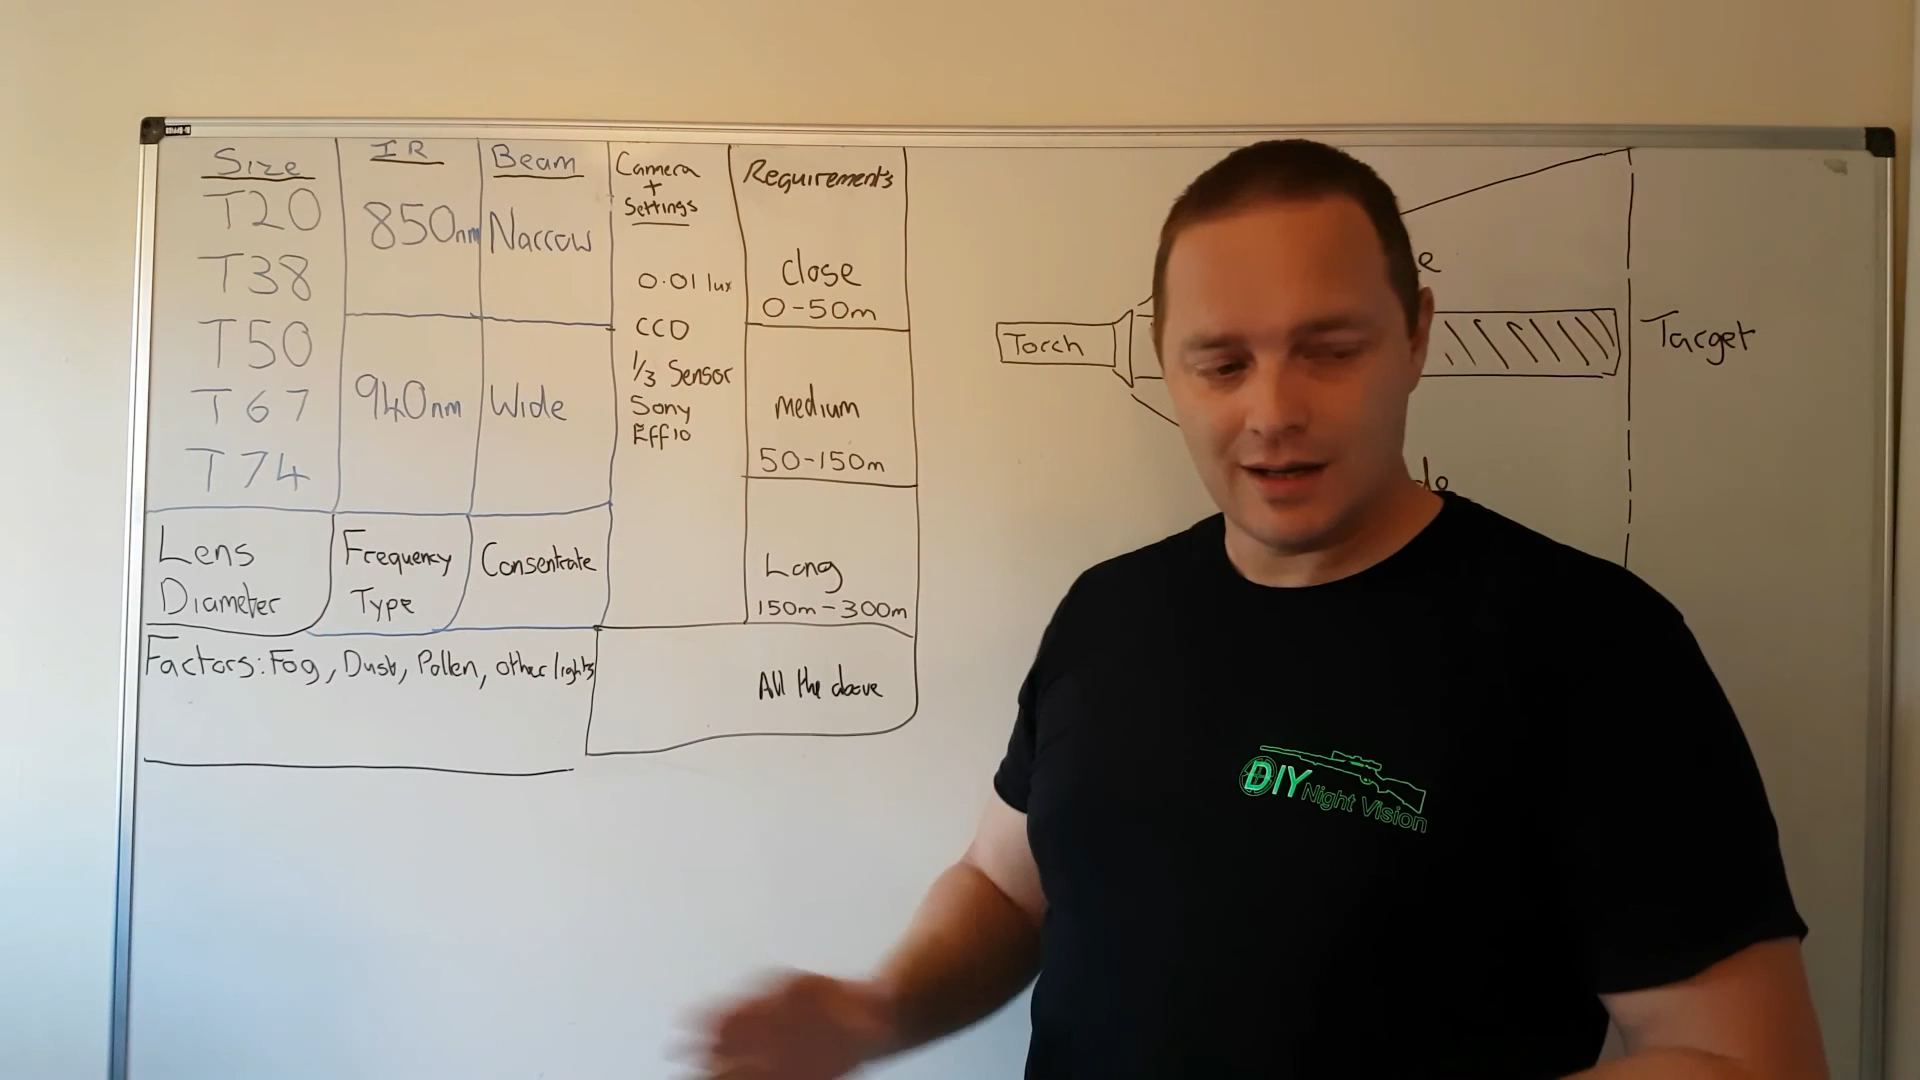 Size
T20
T38
T50
T67
T74
Lens
Diameter
IR
850nm
940nm
Frequency
Type
Beam
Narrow
Wide
Consentrate
Camera
+
Settings
0.01 lux
CCD
1/3 Sensor
Sony
Eff10
Requirements
Close
0-50m
medium
50-150m
Long
150m-300m
All the above
Factors: Fog, Dust, Pollen, other lights
Torch
Target
DIY Night Vision